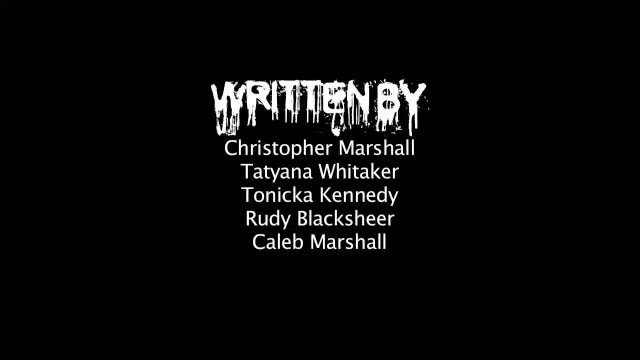 WRITTEN BY
Christopher Marshall
Tatyana Whitaker
Tonicka Kennedy
Rudy Blacksheer
Caleb Marshall